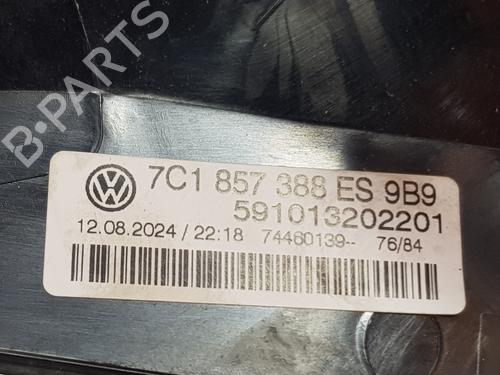 B-PARTS
7C1 857 388 ES 9B9
591013202201
12.08.2024 / 22:18 74460139-- 76/84